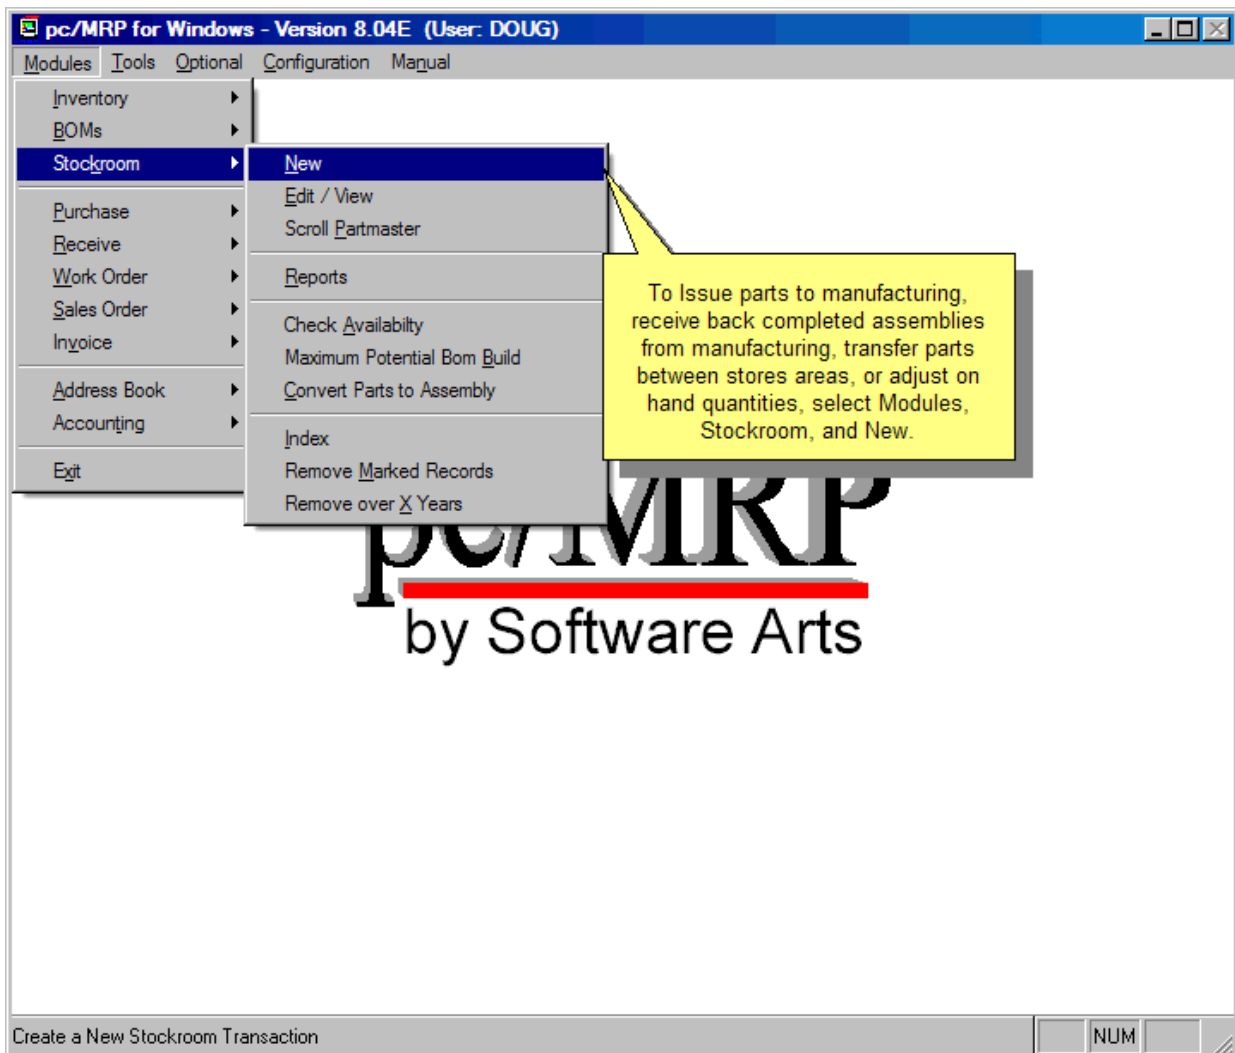 pc/MRP for Windows - Version 8.04E (User: DOUG)
Modules Tools Optional Configuration Manual
Inventory
BOMs
Stockroom
Purchase
Receive
Work Order
Sales Order
Invoice
Address Book
Accounting
Exit
New
Edit / View
Scroll Partmaster
Reports
Check Availabilty
Maximum Potential Bom Build
Convert Parts to Assembly
Index
Remove Marked Records
Remove over X Years
To Issue parts to manufacturing,
receive back completed assemblies
from manufacturing, transfer parts
between stores areas, or adjust on
hand quantities, select Modules,
Stockroom, and New.
pc/MRP
by Software Arts
Create a New Stockroom Transaction
NUM